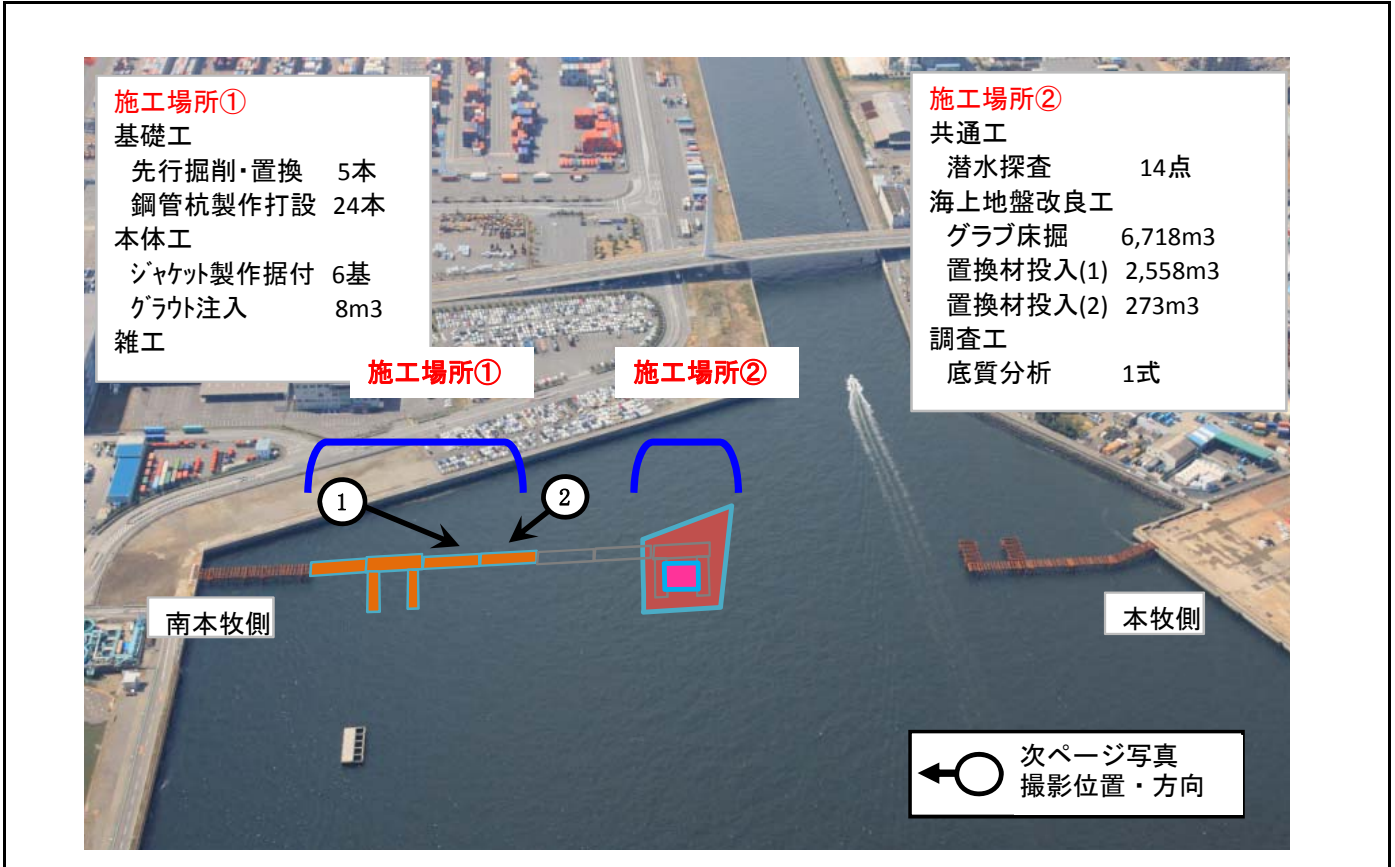 施工場所①
基礎工
先行掘削・置換 5本
鋼管杭製作打設 24本
本体工
ｼﾞｬｹｯﾄ製作据付 6基
ｸﾞﾗｳﾄ注入 8m3
雑工
施工場所②
共通工
潜水探査 14点
海上地盤改良工
グラブ床掘 6,718m3
置換材投入(1) 2,558m3
置換材投入(2) 273m3
調査工
底質分析 1式
施工場所①
施工場所②
1
2
南本牧側
本牧側
次ページ写真
撮影位置・方向